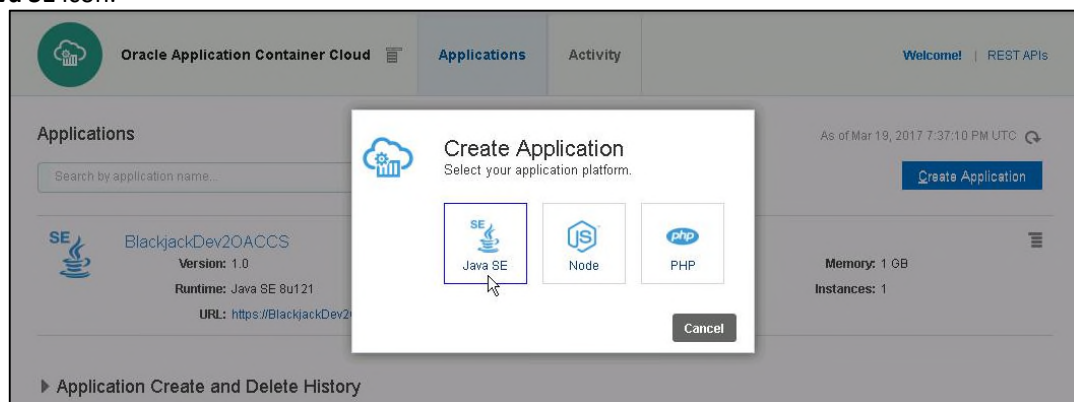 SE icon.
Oracle Application Container Cloud
Applications
Activity
Welcome! | REST APIs
Applications
As of Mar 19, 2017 7:37:10 PM UTC
Search by application name...
Create Application
Create Application
Select your application platform.
SE
Java SE
JS
Node
php
PHP
Cancel
SE
BlackjackDev2OACCS
Version: 1.0
Runtime: Java SE 8u121
URL: https://BlackjackDev2
Memory: 1 GB
Instances: 1
Application Create and Delete History